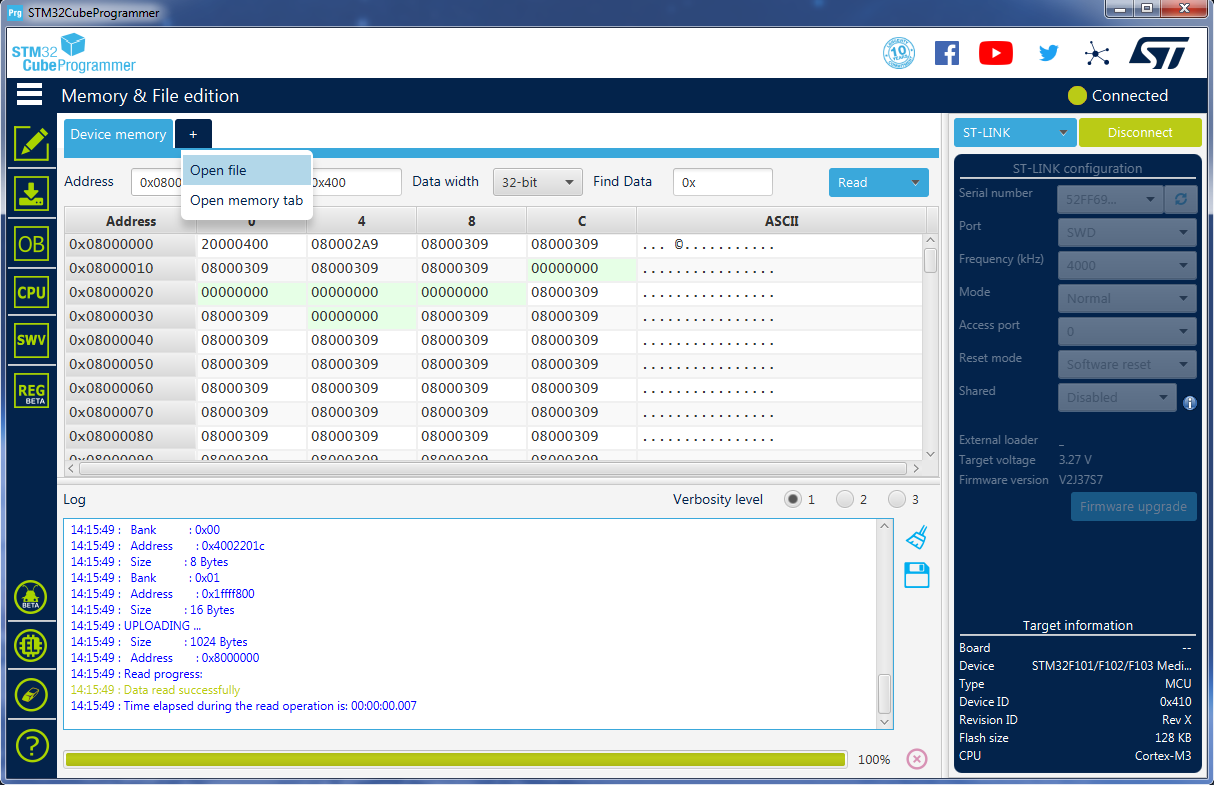 Prg STM32CubeProgrammer
STM32
CubeProgrammer
10 YEARS
Memory & File edition
Connected
Device memory +
Open file
Open memory tab
Address 0x0800 0x400 Data width 32-bit Find Data 0x Read
Address 0 4 8 C ASCII
0x08000000 20000400 080002A9 08000309 08000309 ... ©...........
0x08000010 08000309 08000309 08000309 00000000 ................
0x08000020 00000000 00000000 00000000 08000309 ................
0x08000030 08000309 00000000 08000309 08000309 ................
0x08000040 08000309 08000309 08000309 08000309 ................
0x08000050 08000309 08000309 08000309 08000309 ................
0x08000060 08000309 08000309 08000309 08000309 ................
0x08000070 08000309 08000309 08000309 08000309 ................
0x08000080 08000309 08000309 08000309 08000309 ................
0x08000090 08000309 08000309 08000309 08000309
OB
CPU
SWV
REG
BETA
BETA
?
Log Verbosity level 1 2 3
14:15:49 : Bank : 0x00
14:15:49 : Address : 0x4002201c
14:15:49 : Size : 8 Bytes
14:15:49 : Bank : 0x01
14:15:49 : Address : 0x1ffff800
14:15:49 : Size : 16 Bytes
14:15:49 : UPLOADING ...
14:15:49 : Size : 1024 Bytes
14:15:49 : Address : 0x8000000
14:15:49 : Read progress:
14:15:49 : Data read successfully
14:15:49 : Time elapsed during the read operation is: 00:00:00.007
100%
ST-LINK Disconnect
ST-LINK configuration
Serial number 52FF69...
Port SWD
Frequency (kHz) 4000
Mode Normal
Access port 0
Reset mode Software reset
Shared Disabled
External loader _
Target voltage 3.27 V
Firmware version V2J37S7
Firmware upgrade
Target information
Board --
Device STM32F101/F102/F103 Medi...
Type MCU
Device ID 0x410
Revision ID Rev X
Flash size 128 KB
CPU Cortex-M3